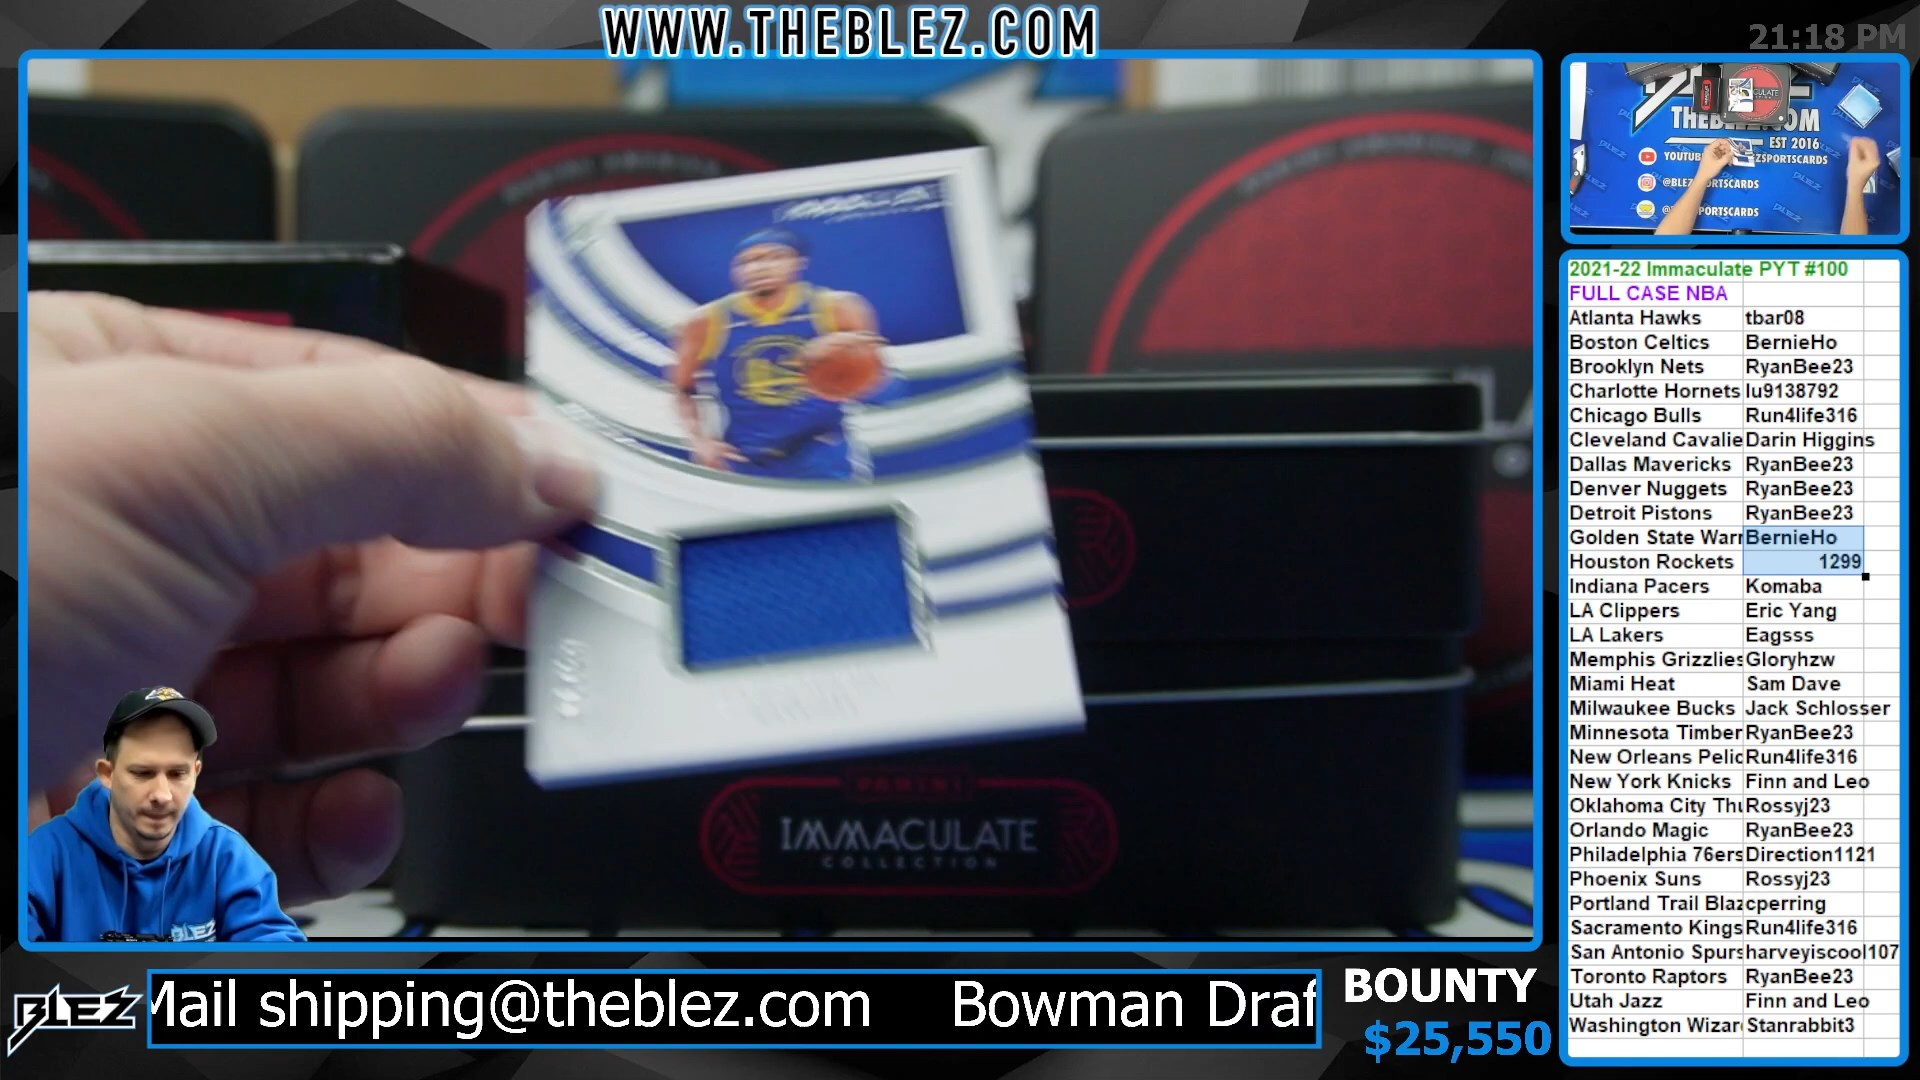 WWW.THEBLEZ.COM
21:18 PM
THEBLEZ.COM
EST 2016
2021-22 Immaculate PYT #100
FULL CASE NBA
Atlanta Hawks tbar08
Boston Celtics BernieHo
Brooklyn Nets RyanBee23
Charlotte Hornets lu9138792
Chicago Bulls Run4life316
Cleveland Cavalie Darin Higgins
Dallas Mavericks RyanBee23
Denver Nuggets RyanBee23
Detroit Pistons RyanBee23
Golden State Warr BernieHo
Houston Rockets 1299
Indiana Pacers Komaba
LA Clippers Eric Yang
LA Lakers Eagsss
Memphis Grizzlies Gloryhzw
Miami Heat Sam Dave
Milwaukee Bucks Jack Schlosser
Minnesota Timber RyanBee23
New Orleans Pelic Run4life316
New York Knicks Finn and Leo
Oklahoma City Thu Rossyj23
Orlando Magic RyanBee23
Philadelphia 76ers Direction1121
Phoenix Suns Rossyj23
Portland Trail Blaz cperring
Sacramento Kings Run4life316
San Antonio Spurs harveyiscool107
Toronto Raptors RyanBee23
Utah Jazz Finn and Leo
Washington Wizar Stanrabbit3
PANINI
IMMACULATE
COLLECTION
BLEZ
BLEZ
Mail shipping@theblez.com Bowman Draf
BOUNTY
$25,550